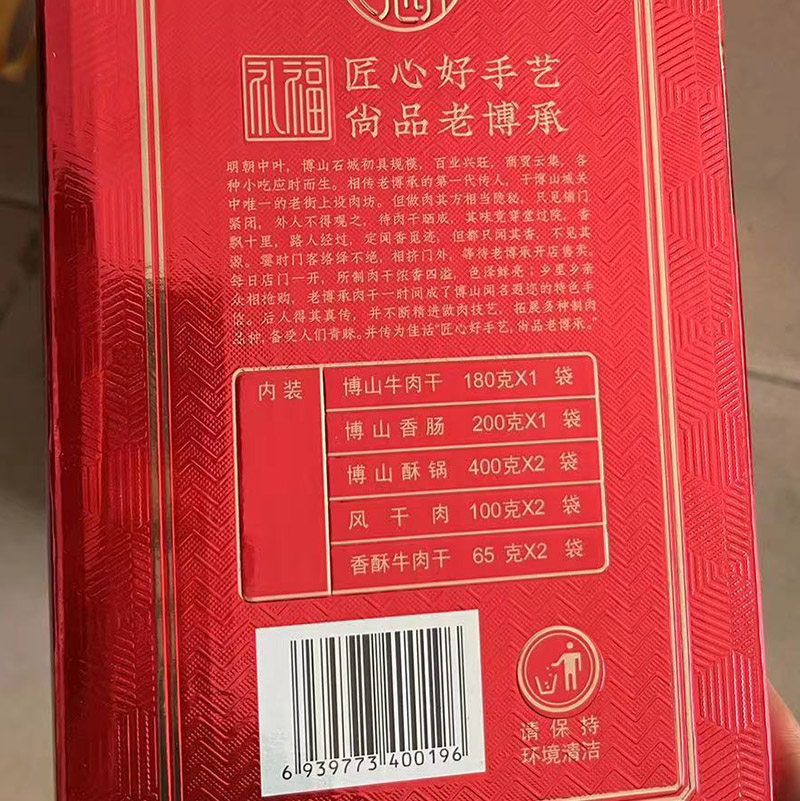 礼福
匠心好手艺
尚品老博承
明朝中叶，博山石城初具规模，百业兴旺，商贾云集，各
种小吃应时而生。相传老博承的第一代传人，于博山城关
中唯一的老街上设肉坊。但做肉其方相当隐秘，只见铺门
紧闭，外人不得观之，待肉干晒成，其味竟穿堂过院，香
飘十里，路人经过，定闻香觅迹，但都只闻其香，不见其
源。霎时门客络绎不绝，相挤门外，等待老博承开店售卖。
每日店门一开，所制肉干浓香四溢，色泽鲜亮；乡里乡亲
众相抢购，老博承肉干一时间成了博山闻名遐迩的特色手
信。后人得其真传，并不断精进做肉技艺，拓展多种制肉
品种，备受人们青睐。并传为佳话“匠心好手艺，尚品老博承。”
内装
博山牛肉干 180克X1 袋
博山香肠 200克X1 袋
博山酥锅 400克X2 袋
风干肉 100克X2 袋
香酥牛肉干 65克X2 袋
6 939773 400196
请保持
环境清洁